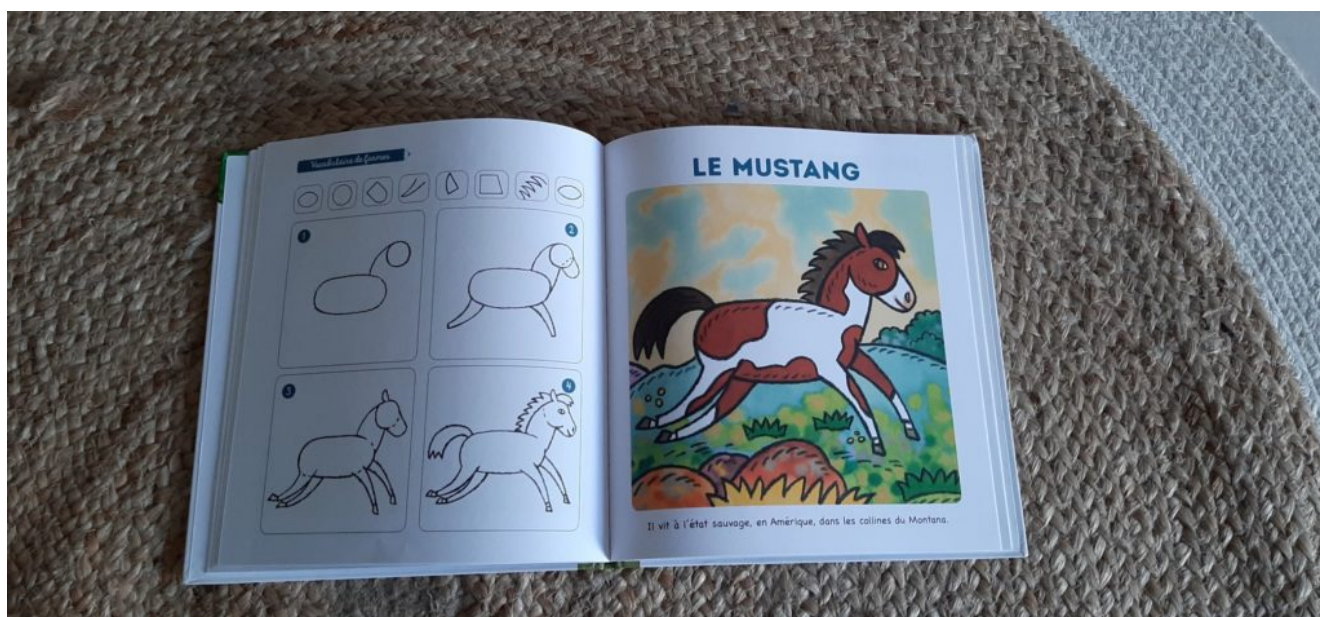 Vocabulaire de formes
1
2
3
4
LE MUSTANG
Il vit à l'état sauvage, en Amérique, dans les collines du Montana.